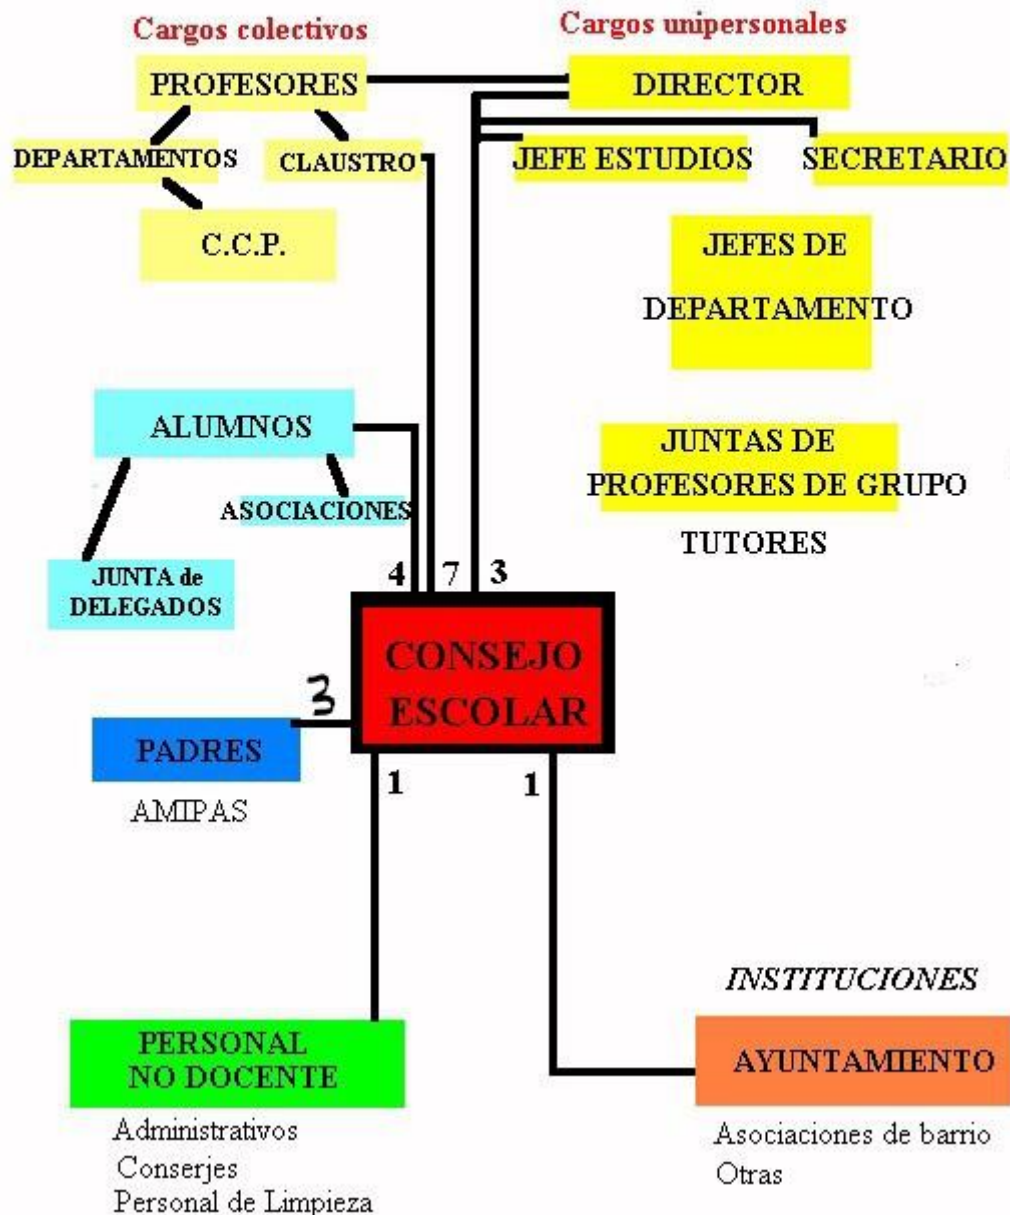 Cargos colectivos
Cargos unipersonales
PROFESORES
DIRECTOR
DEPARTAMENTOS
CLAUSTRO
JEFE ESTUDIOS
SECRETARIO
C.C.P.
JEFES DE
DEPARTAMENTO
ALUMNOS
JUNTAS DE
PROFESORES DE GRUPO
TUTORES
ASOCIACIONES
JUNTA de
DELEGADOS
4
7
3
CONSEJO
ESCOLAR
3
PADRES
AMIPAS
1
1
INSTITUCIONES
PERSONAL
NO DOCENTE
Administrativos
Conserjes
Personal de Limpieza
AYUNTAMIENTO
Asociaciones de barrio
Otras